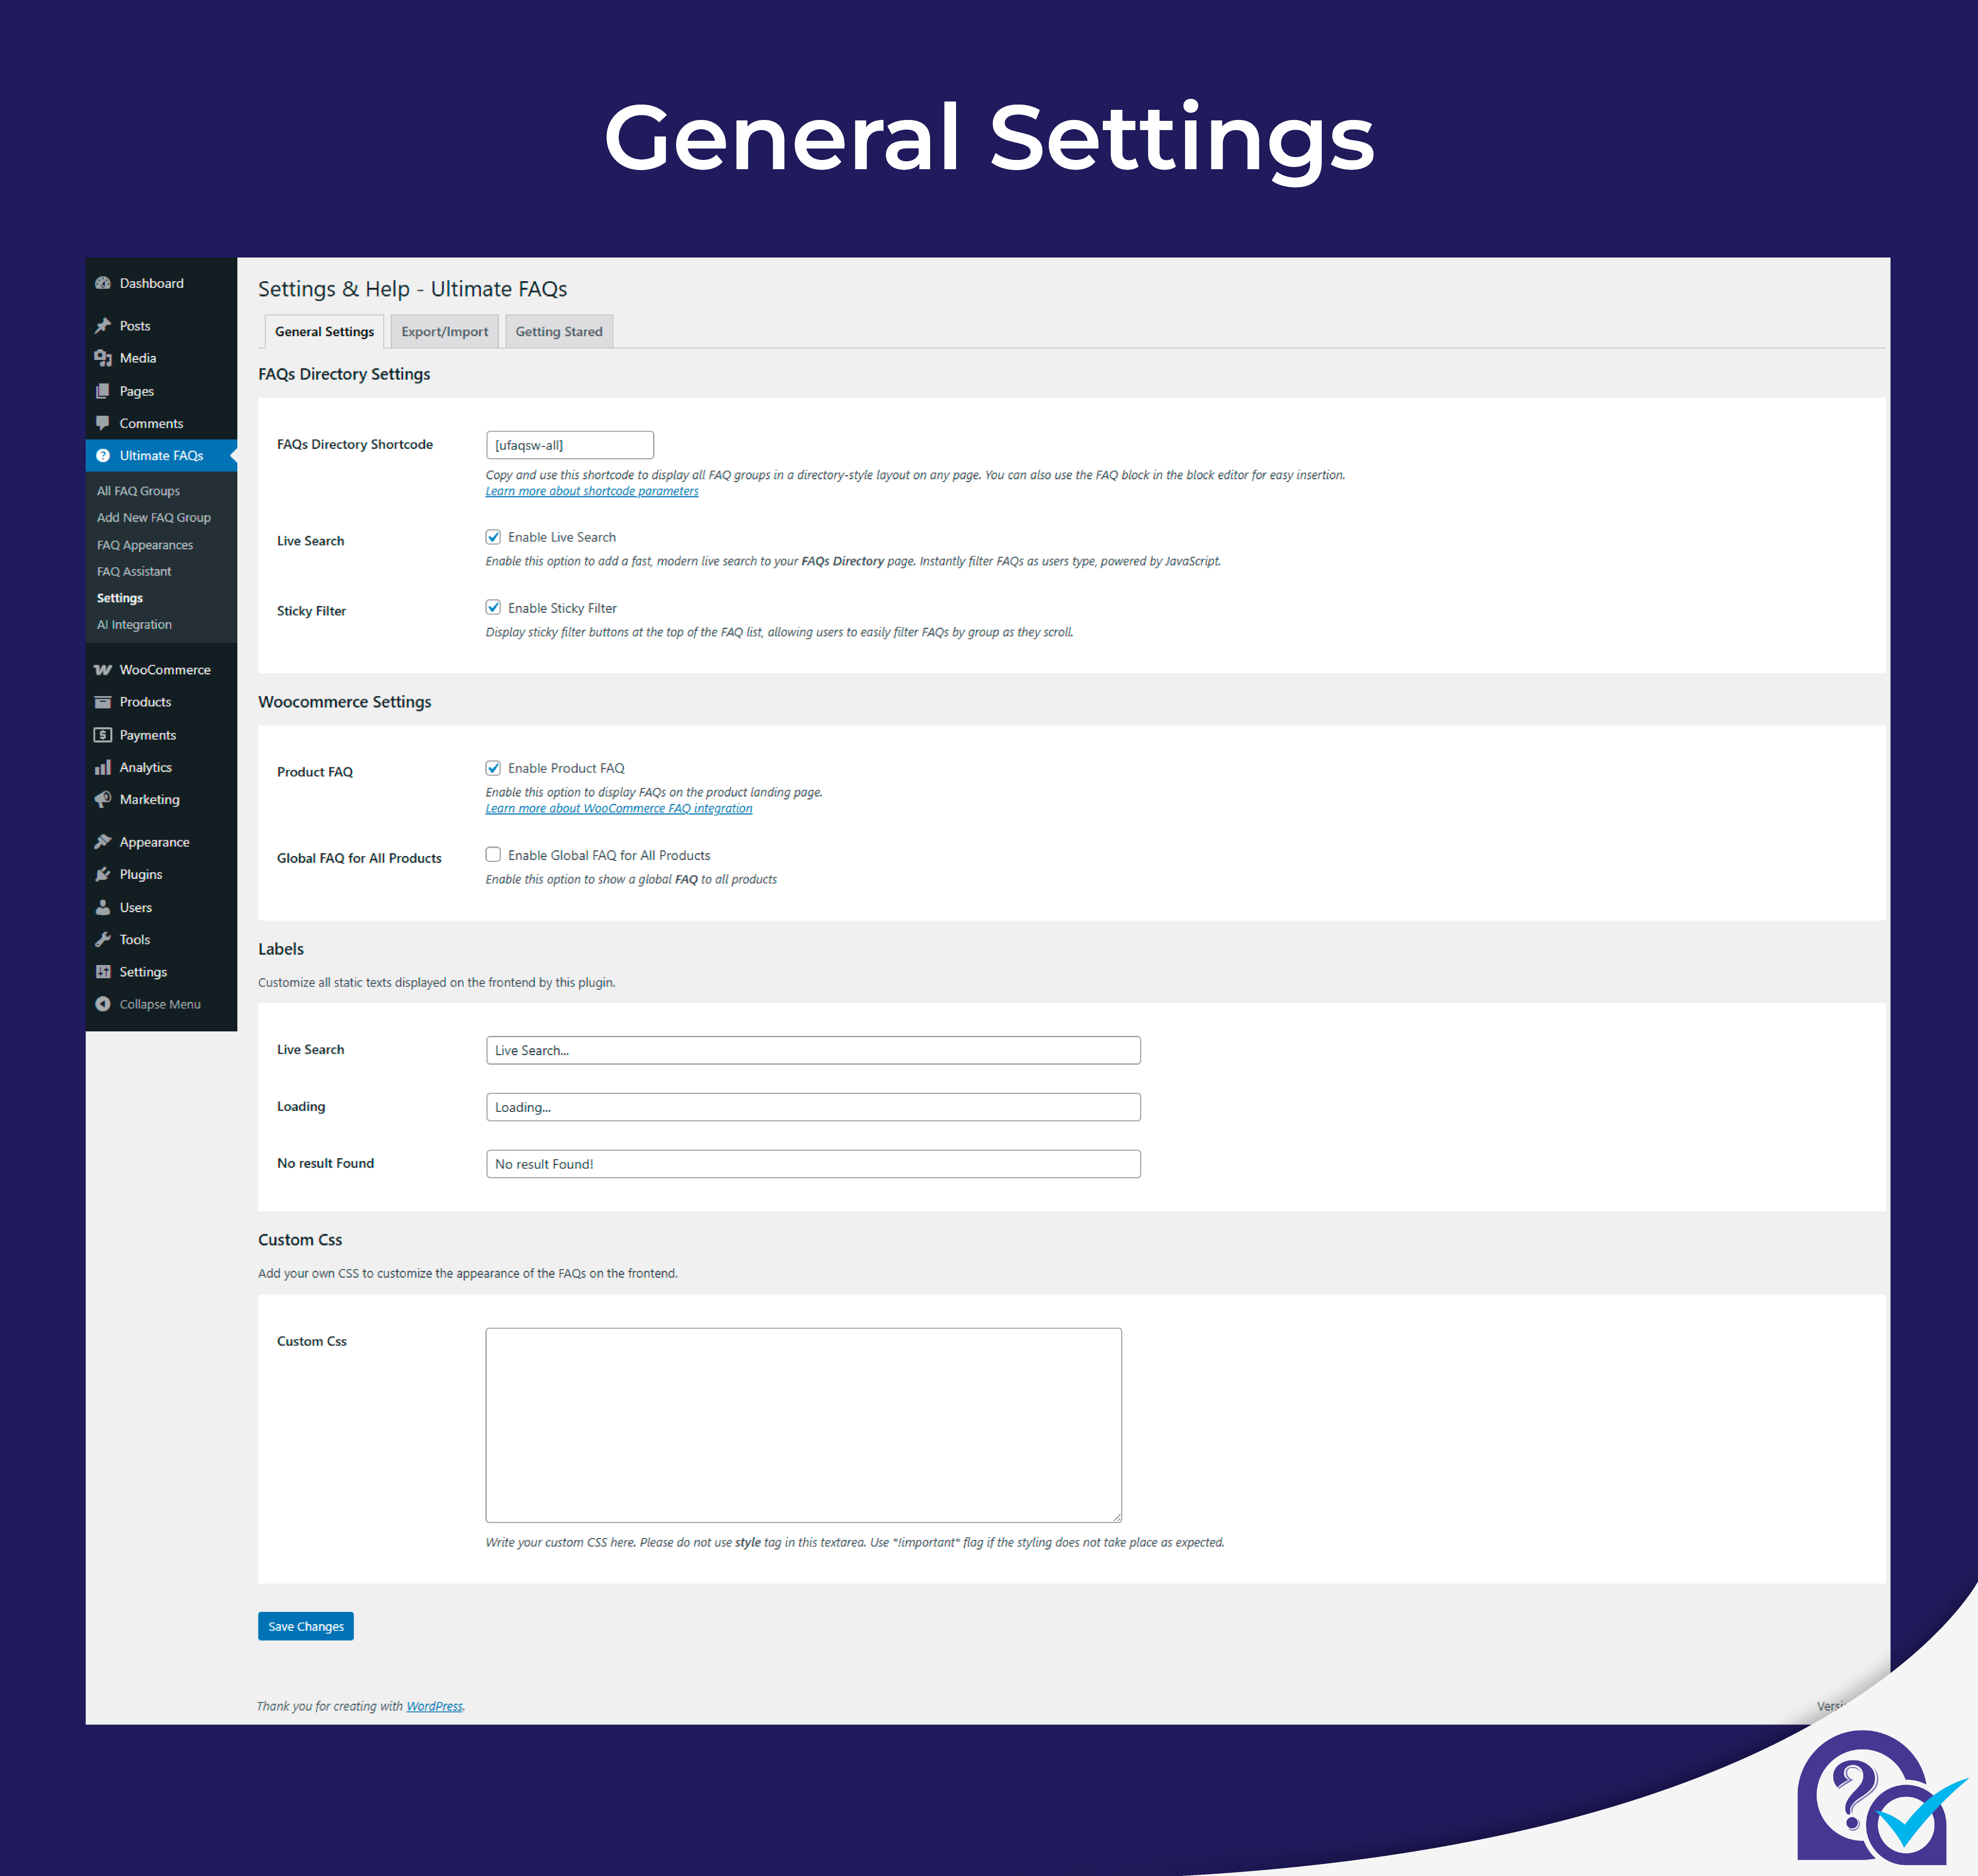 General Settings
Dashboard
Posts
Media
Pages
Comments
Ultimate FAQs
All FAQ Groups
Add New FAQ Group
FAQ Appearances
FAQ Assistant
Settings
AI Integration
WooCommerce
Products
Payments
Analytics
Marketing
Appearance
Plugins
Users
Tools
Settings
Collapse Menu
Settings & Help - Ultimate FAQs
General Settings Export/Import Getting Stared
FAQs Directory Settings
FAQs Directory Shortcode [ufaqsw-all]
Copy and use this shortcode to display all FAQ groups in a directory-style layout on any page. You can also use the FAQ block in the block editor for easy insertion.
Learn more about shortcode parameters
Live Search Enable Live Search
Enable this option to add a fast, modern live search to your FAQs Directory page. Instantly filter FAQs as users type, powered by JavaScript.
Sticky Filter Enable Sticky Filter
Display sticky filter buttons at the top of the FAQ list, allowing users to easily filter FAQs by group as they scroll.
Woocommerce Settings
Product FAQ Enable Product FAQ
Enable this option to display FAQs on the product landing page.
Learn more about WooCommerce FAQ integration
Global FAQ for All Products Enable Global FAQ for All Products
Enable this option to show a global FAQ to all products
Labels
Customize all static texts displayed on the frontend by this plugin.
Live Search Live Search...
Loading Loading...
No result Found No result Found!
Custom Css
Add your own CSS to customize the appearance of the FAQs on the frontend.
Custom Css
Write your custom CSS here. Please do not use style tag in this textarea. Use *!important* flag if the styling does not take place as expected.
Save Changes
Thank you for creating with WordPress.